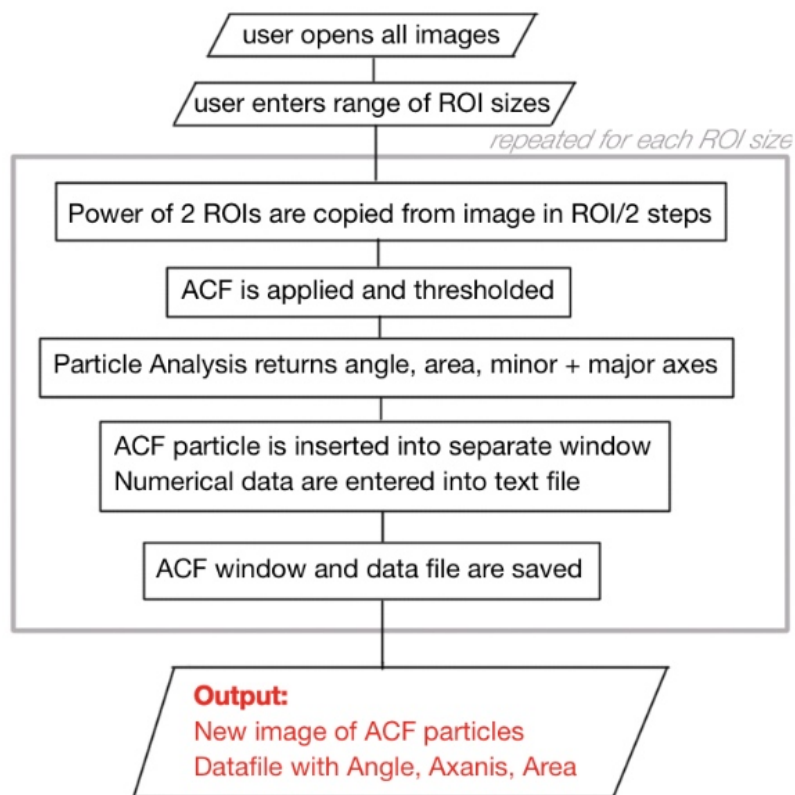 user opens all images
user enters range of ROI sizes
repeated for each ROI size
Power of 2 ROIs are copied from image in ROI/2 steps
ACF is applied and thresholded
Particle Analysis returns angle, area, minor + major axes
ACF particle is inserted into separate window
Numerical data are entered into text file
ACF window and data file are saved
Output:
New image of ACF particles
Datafile with Angle, Axanis, Area